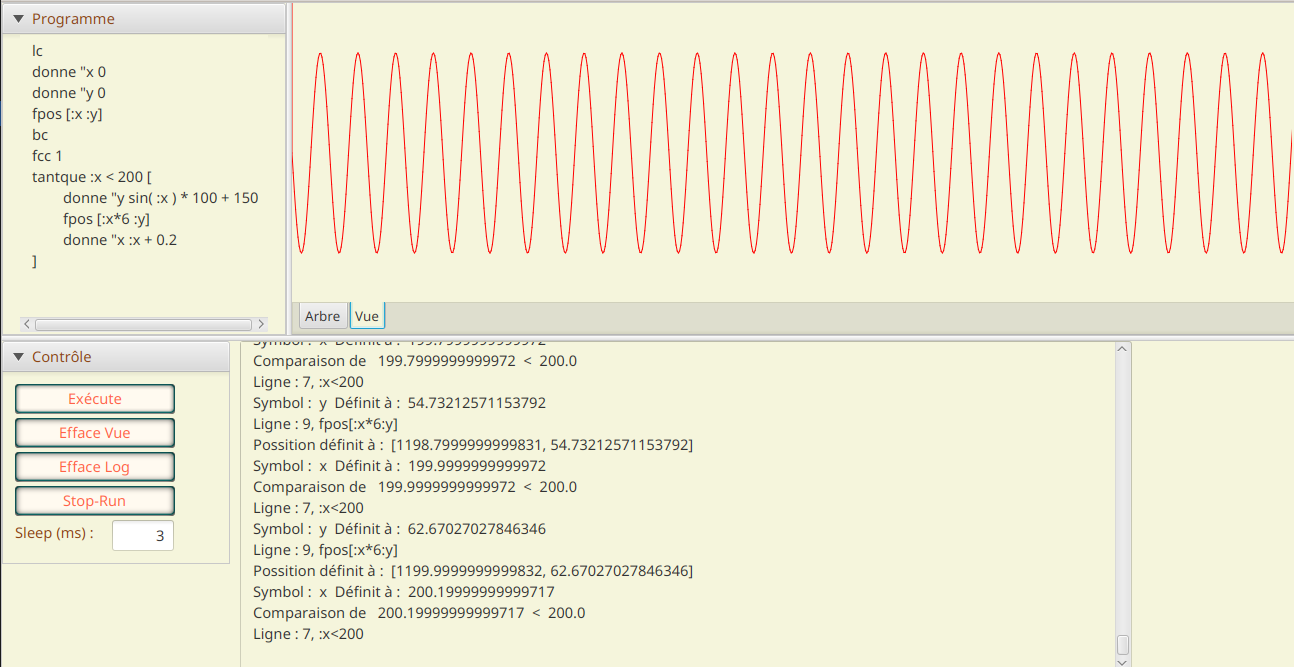 Programme
lc
donne "x 0
donne "y 0
fpos [:x :y]
bc
fcc 1
tantque :x < 200 [
donne "y sin( :x ) * 100 + 150
fpos [:x*6 :y]
donne "x :x + 0.2
]
Arbre Vue
Contrôle
Exécute
Efface Vue
Efface Log
Stop-Run
Sleep (ms) : 3
Symbol : x Définit à : 199.7999999999972
Comparaison de 199.7999999999972 < 200.0
Ligne : 7, :x<200
Symbol : y Définit à : 54.73212571153792
Ligne : 9, fpos[:x*6:y]
Possition définit à : [1198.7999999999831, 54.73212571153792]
Symbol : x Définit à : 199.9999999999972
Comparaison de 199.9999999999972 < 200.0
Ligne : 7, :x<200
Symbol : y Définit à : 62.67027027846346
Ligne : 9, fpos[:x*6:y]
Possition définit à : [1199.9999999999832, 62.67027027846346]
Symbol : x Définit à : 200.19999999999717
Comparaison de 200.19999999999717 < 200.0
Ligne : 7, :x<200